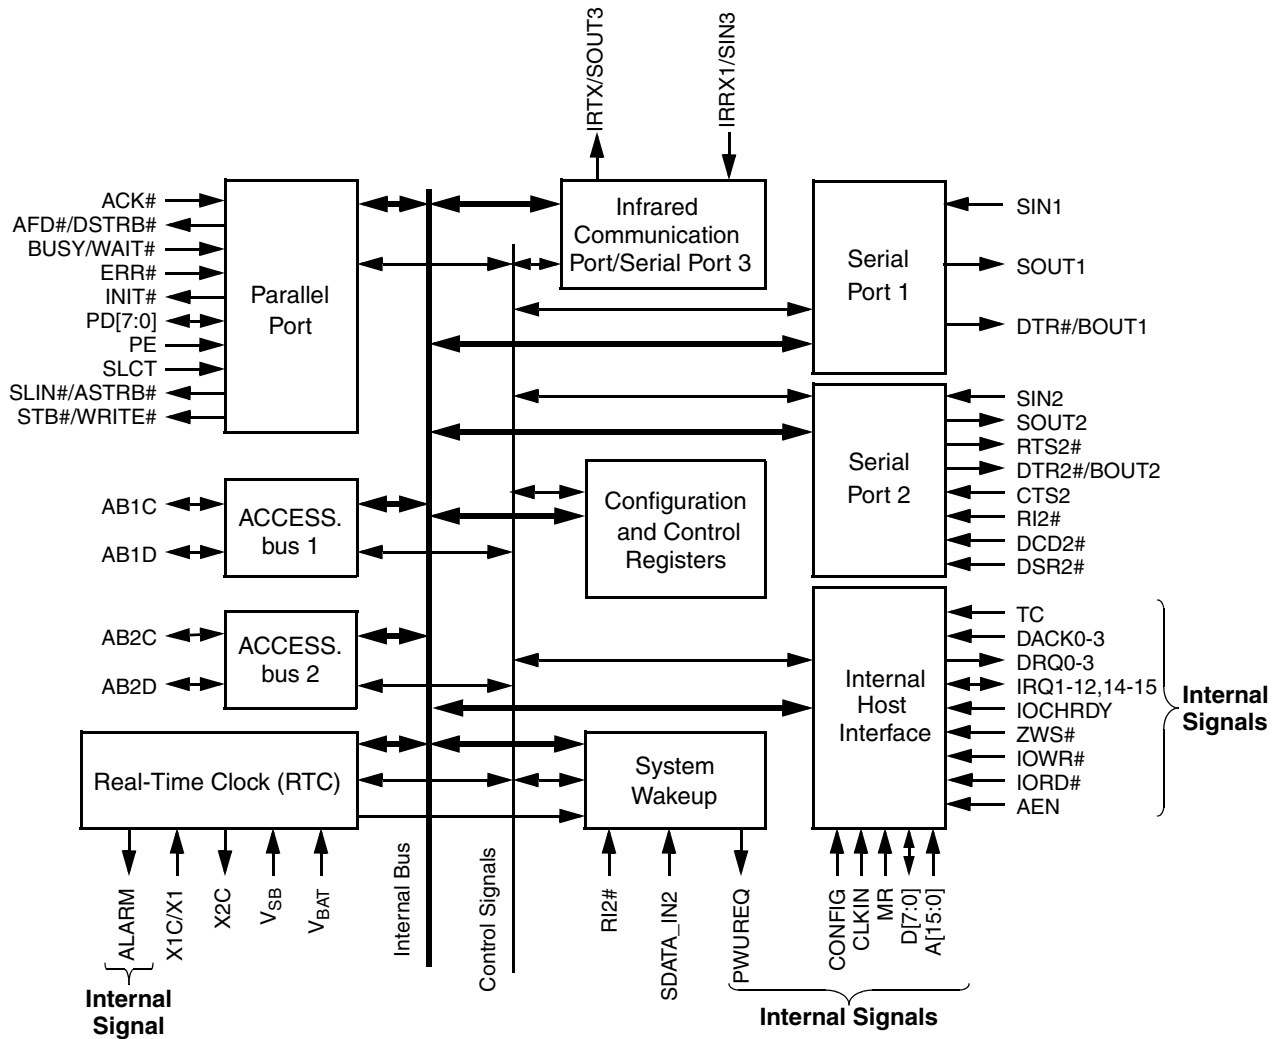 IRTX/SOUT3
IRRX1/SIN3
ACK#
AFD#/DSTRB#
BUSY/WAIT#
ERR#
INIT#
PD[7:0]
PE
SLCT
SLIN#/ASTRB#
STB#/WRITE#
Parallel
Port
Infrared
Communication
Port/Serial Port 3
Serial
Port 1
SIN1
SOUT1
DTR#/BOUT1
Serial
Port 2
SIN2
SOUT2
RTS2#
DTR2#/BOUT2
CTS2
RI2#
DCD2#
DSR2#
AB1C
AB1D
ACCESS.
bus 1
Configuration
and Control
Registers
AB2C
AB2D
ACCESS.
bus 2
Internal
Host
Interface
TC
DACK0-3
DRQ0-3
IRQ1-12,14-15
IOCHRDY
ZWS#
IOWR#
IORD#
AEN
Internal
Signals
Real-Time Clock (RTC)
System
Wakeup
ALARM
X1C/X1
X2C
VSB
VBAT
Internal Bus
Control Signals
RI2#
SDATA_IN2
PWUREQ
CONFIG
CLKIN
MR
D[7:0]
A[15:0]
Internal
Signal
Internal Signals